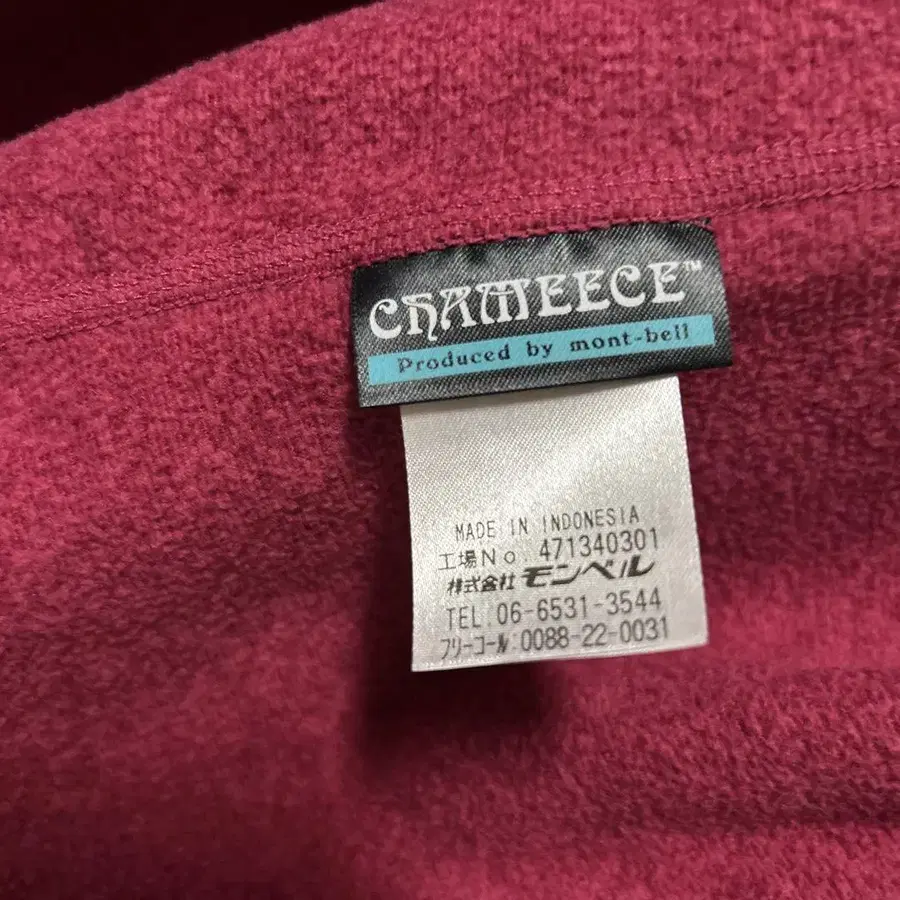 CHAMEECE™
Produced by mont-bell
MADE IN INDONESIA
工場No. 471340301
株式会社 モンベル
TEL:06-6531-3544
フリーコール:0088-22-0031